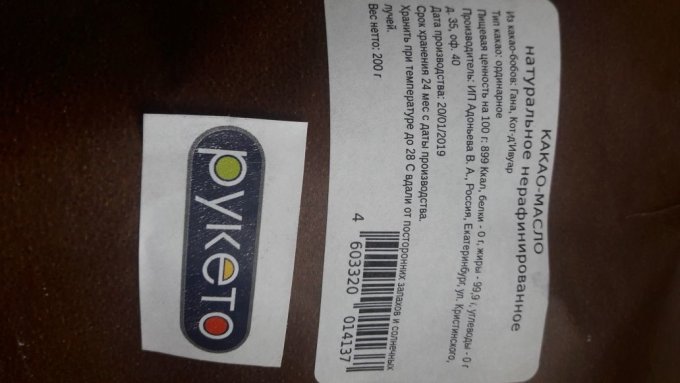 КАКАО-МАСЛО
натуральное нерафинированное
Из какао-бобов: Гана, Кот-д'Ивуар
Тип какао: ординарное
Пищевая ценность на 100 г: 899 Ккал, белки - 0 г, жиры - 99,9 г, углеводы - 0 г
Производитель: ИП Адоньева В. А., Россия, Екатеринбург, ул. Кристинского,
д. 35, оф. 40
Дата производства: 20/01/2019
Срок хранения 24 мес с даты производства.
Хранить при температуре до 28 С вдали от посторонних запахов и солнечных
лучей.
Вес нетто: 200 г
4 603320 014137
рукето